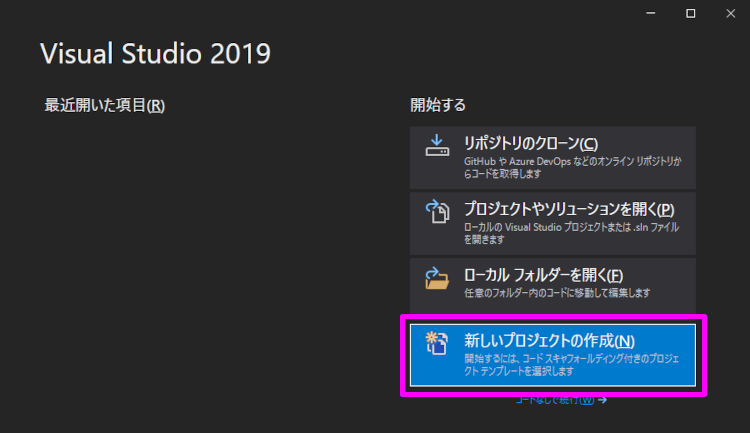 Visual Studio 2019
最近開いた項目(R)
開始する
リポジトリのクローン(C)
GitHub や Azure DevOps などのオンライン リポジトリか
らコードを取得します
プロジェクトやソリューションを開く(P)
ローカルの Visual Studio プロジェクトまたは .sln ファイル
を開きます
ローカル フォルダーを開く(F)
任意のフォルダー内のコードに移動して編集します
新しいプロジェクトの作成(N)
開始するには、コード スキャフォールディング付きのプロジェ
クト テンプレートを選択します
コードなしで続行(W) →